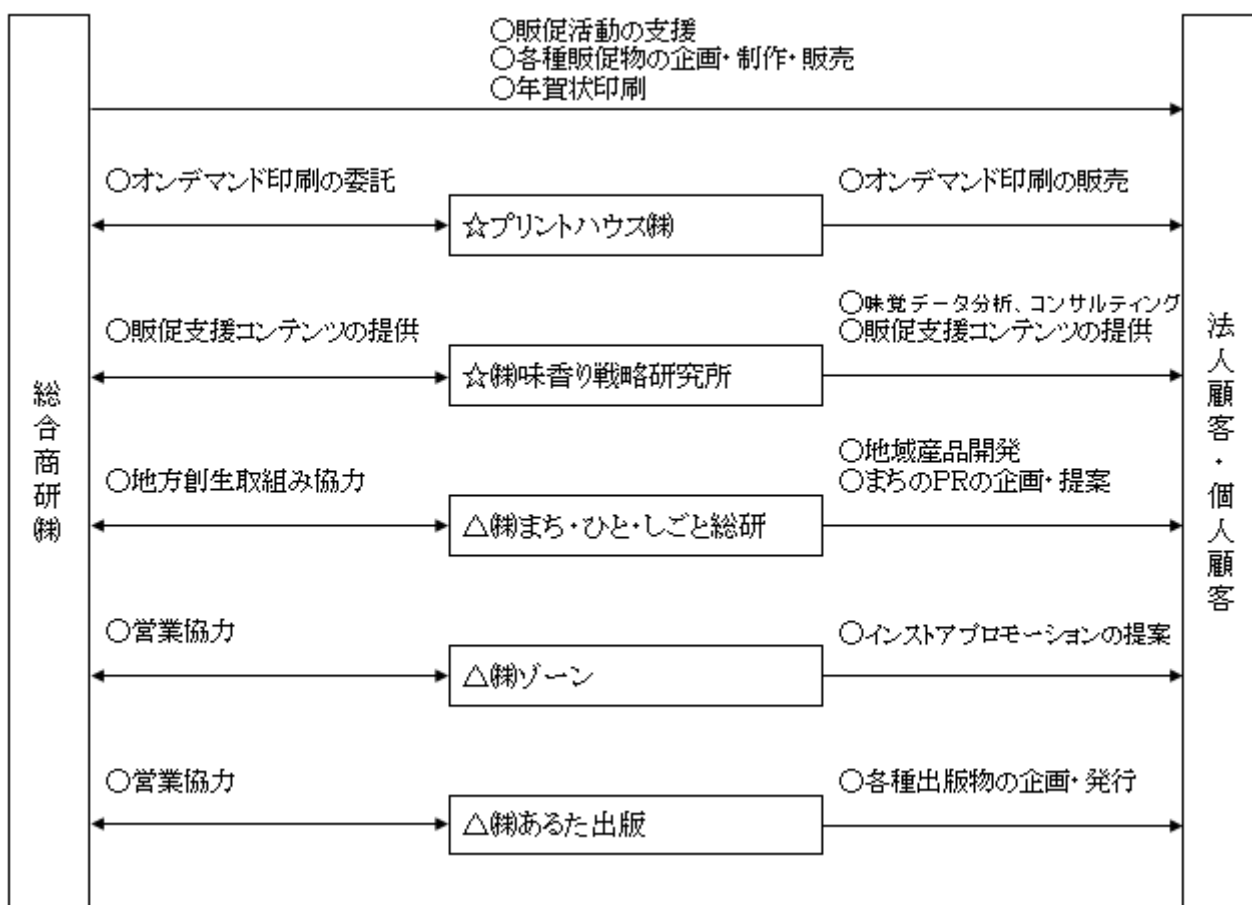 ○販促活動の支援
○各種販促物の企画・制作・販売
○年賀状印刷
○オンデマンド印刷の委託
○オンデマンド印刷の販売
☆プリントハウス㈱
○味覚データ分析、コンサルティング
○販促支援コンテンツの提供
○販促支援コンテンツの提供
☆㈱味香り戦略研究所
総合商研㈱
法人顧客・個人顧客
○地域産品開発
○地方創生取組み協力
○まちのPRの企画・提案
△㈱まち・ひと・しごと総研
○営業協力
○インストアプロモーションの提案
△㈱ゾーン
○営業協力
○各種出版物の企画・発行
△㈱あるた出版